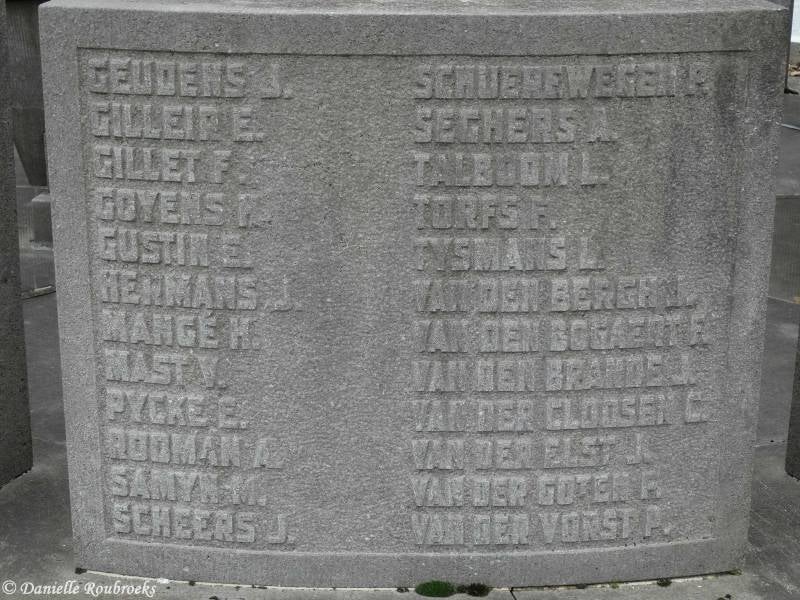 GEUDENS J.
GILLEIR E.
GILLET F.
GOYENS
GUSTIN E.
HERMANS J.
MANGÉ H.
MAST V.
PYCKE E.
ROOMAN A.
SAMYN M.
SCHEERS J.
SCHUEREWEGEN P.
SEGHERS A.
TALBOOM L.
TORFS F.
TYSMANS L.
VAN DEN BERGH J.
VAN DEN BOGAERT F.
VAN DEN BRANDE J.
VAN DER CLOOSEN C.
VAN DER ELST J.
VAN DER GOTEN
VAN DER VORST P.
© Danielle Roubroeks